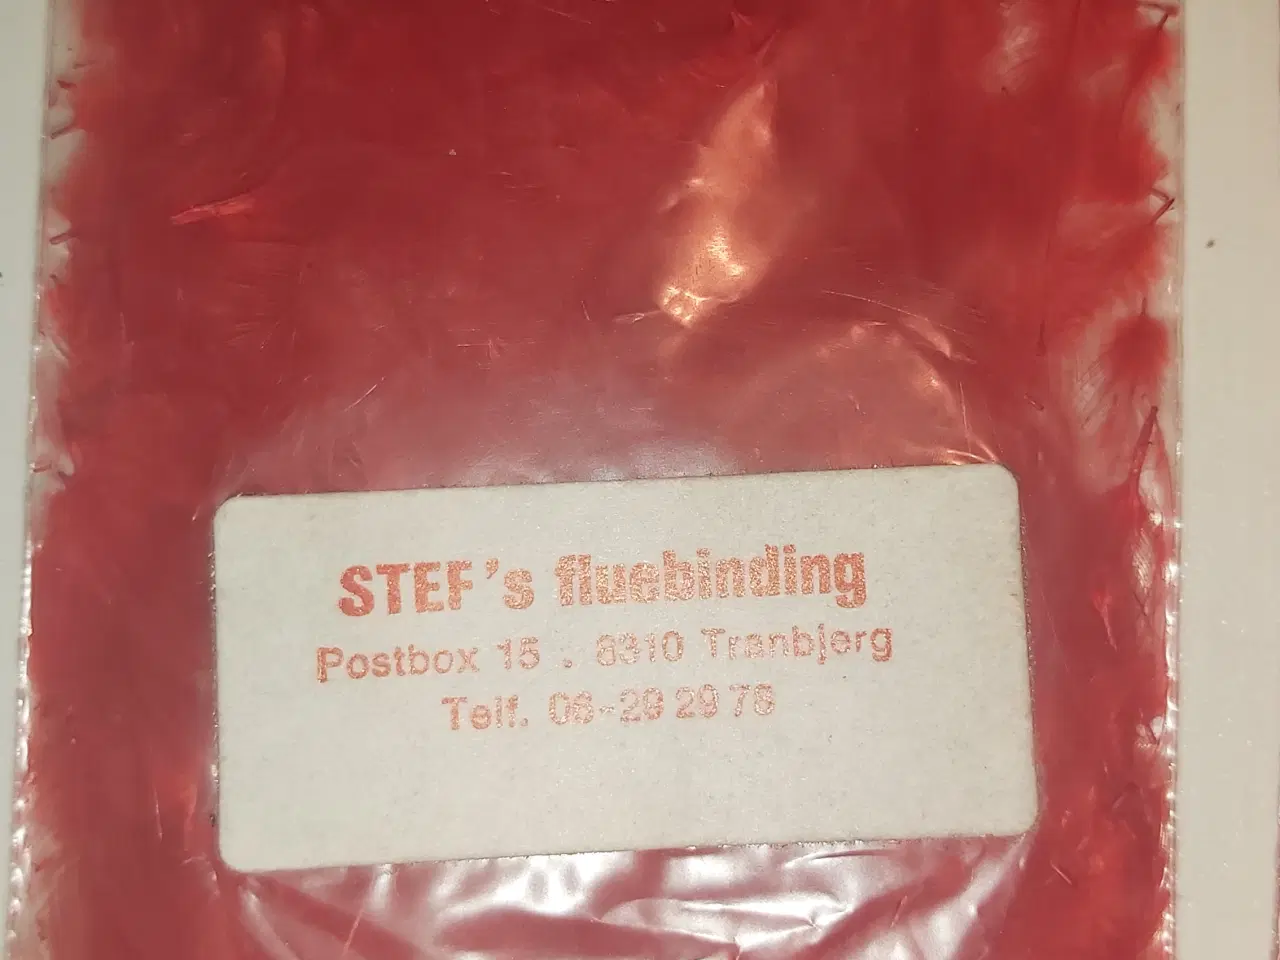 STEF's fluebinding
Postbox 15 . 8310 Tranbjerg
Telf. 06-29 29 78